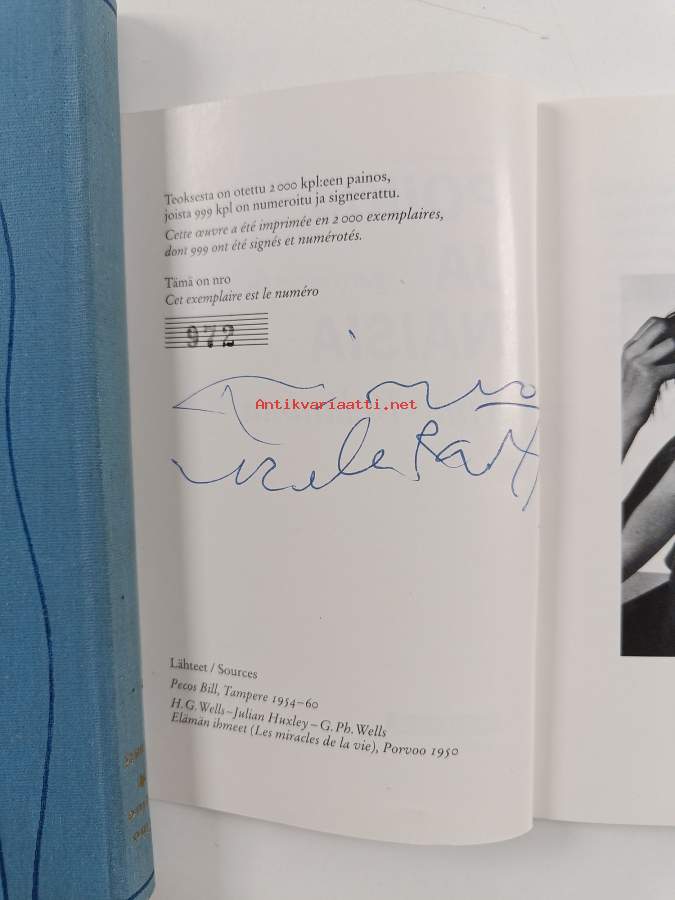 Teoksesta on otettu 2 000 kpl:een painos,
joista 999 kpl on numeroitu ja signeerattu.
Cette œuvre a été imprimée en 2 000 exemplaires,
dont 999 ont été signés et numérotés.
Tämä on nro
Cet exemplaire est le numéro
972
Antikvariaatti.net
Lähteet / Sources
Pecos Bill, Tampere 1954–60
H.G.Wells–Julian Huxley–G.Ph.Wells
Elämän ihmeet (Les miracles de la vie), Porvoo 1950